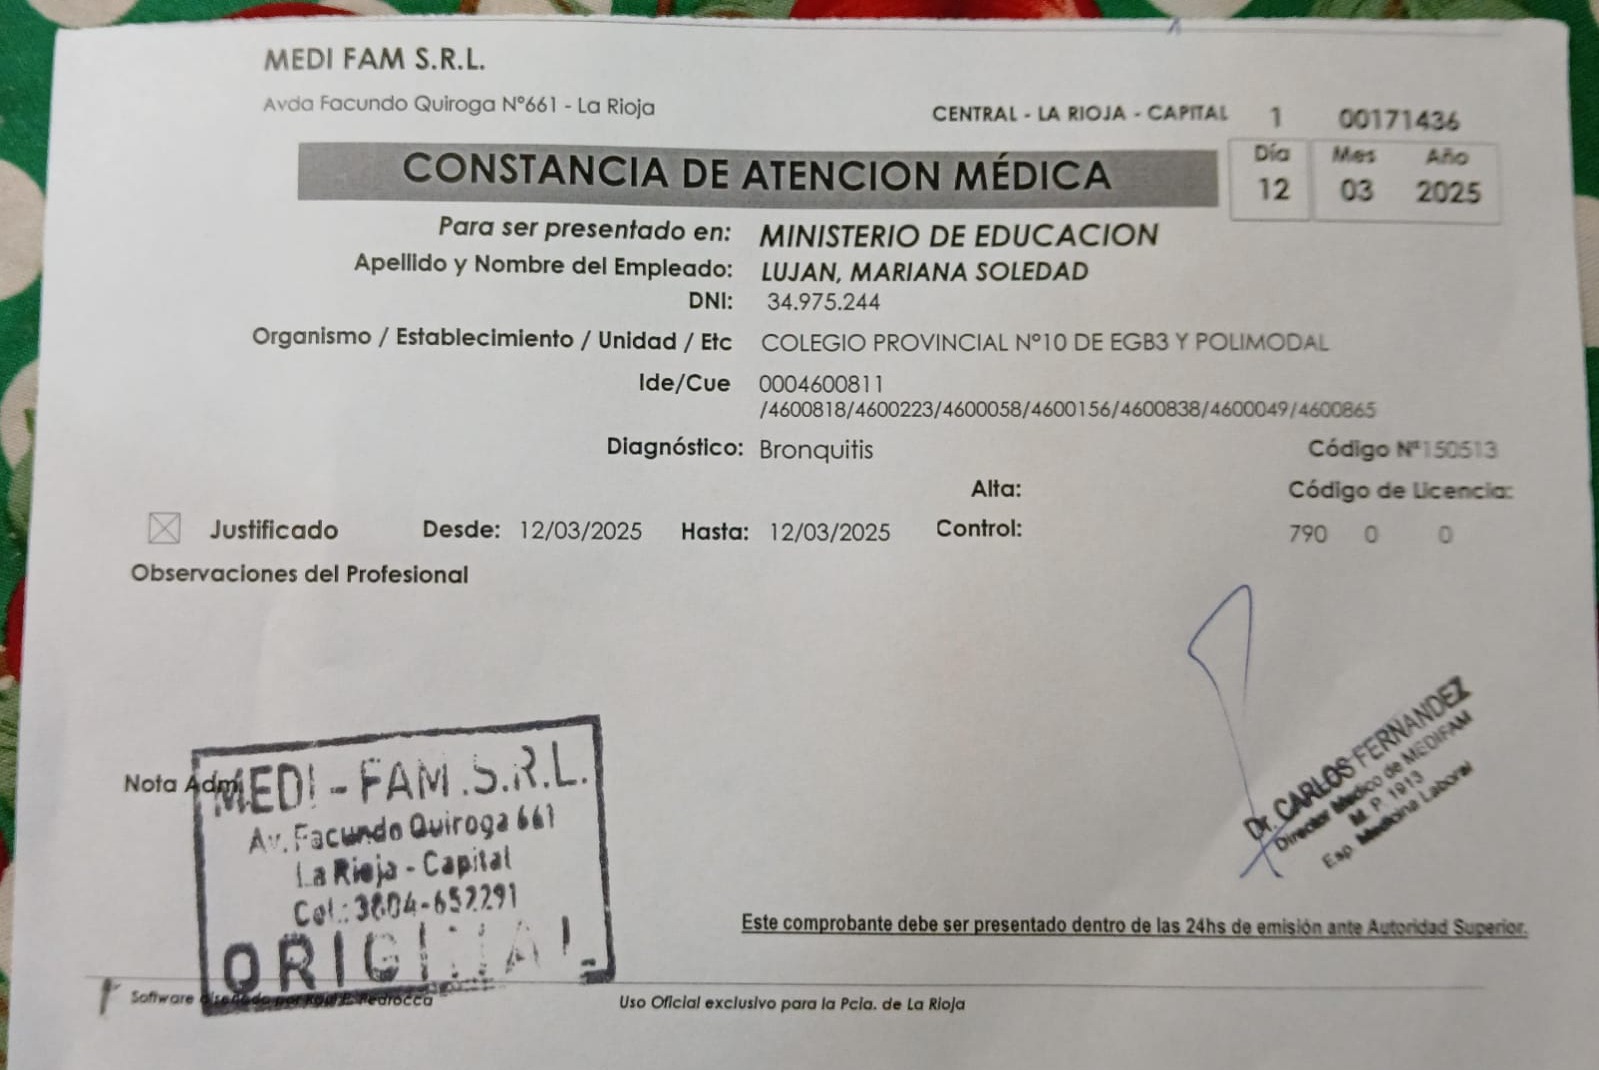 MEDI FAM S.R.L.
Avda Facundo Quiroga N°661 - La Rioja
CENTRAL - LA RIOJA - CAPITAL 1 00171436
CONSTANCIA DE ATENCION MÉDICA
Día Mes Año
12 03 2025
Para ser presentado en: MINISTERIO DE EDUCACION
Apellido y Nombre del Empleado: LUJAN, MARIANA SOLEDAD
DNI: 34.975.244
Organismo / Establecimiento / Unidad / Etc COLEGIO PROVINCIAL N°10 DE EGB3 Y POLIMODAL
Ide/Cue 0004600811
/4600818/4600223/4600058/4600156/4600838/4600049/4600865
Diagnóstico: Bronquitis Código N°150513
Alta: Código de Licencia:
Justificado Desde: 12/03/2025 Hasta: 12/03/2025 Control: 790 0 0
Observaciones del Profesional
Dr. CARLOS FERNANDEZ
Director Medico de MEDIFAM
M. P. 1913
Esp. Medicina Laboral
Nota Adm
MEDI - FAM .S.R.L.
Av. Facundo Quiroga 661
La Rioja - Capital
Cel.: 3804-652291
ORIGINAL
Este comprobante debe ser presentado dentro de las 24hs de emisión ante Autoridad Superior.
Software diseñado por Pedrocca
Uso Oficial exclusivo para la Pcia. de La Rioja